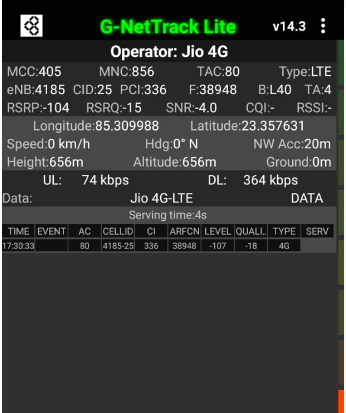 G-NetTrack Lite v14.3
Operator: Jio 4G
MCC:405 MNC:856 TAC:80 Type:LTE
eNB:4185 CID:25 PCI:336 F:38948 B:L40 TA:4
RSRP:-104 RSRQ:-15 SNR:-4.0 CQI:- RSSI:-
Longitude:85.309988 Latitude:23.357631
Speed:0 km/h Hdg:0° N NW Acc:20m
Height:656m Altitude:656m Ground:0m
UL: 74 kbps DL: 364 kbps
Data: Jio 4G-LTE DATA
Serving time:4s
TIME EVENT AC CELLID CI ARFCN LEVEL QUALI.. TYPE SERV
17:30:33 80 4185-25 336 38948 -107 -18 4G